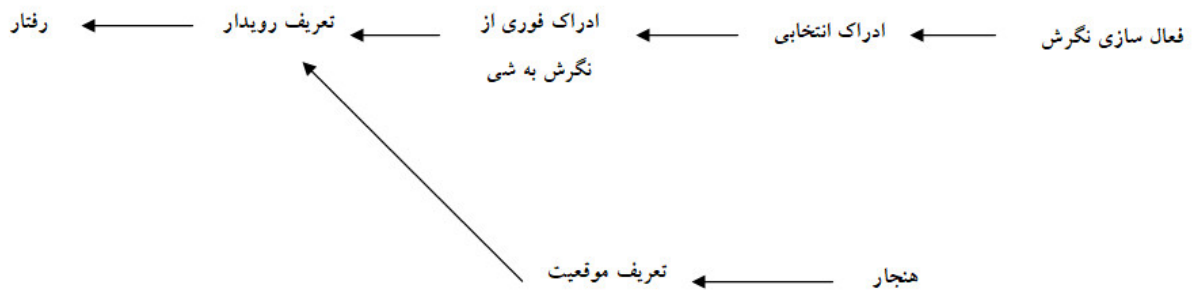 فعال سازی نگرش
ادراک انتخابی
ادراک فوری از
نگرش به شی
تعریف رویدار
رفتار
هنجار
تعریف موقعیت